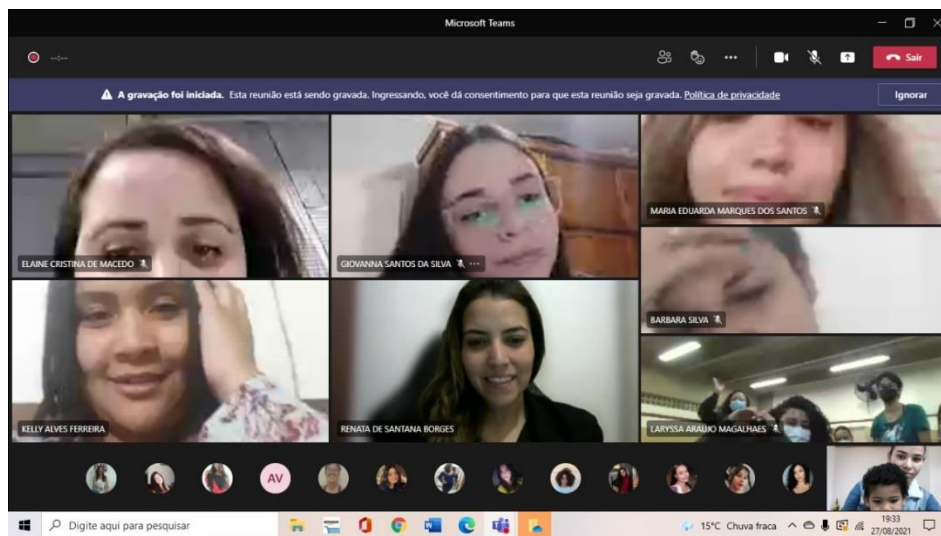 Microsoft Teams
--:--
Sair
A gravação foi iniciada. Esta reunião está sendo gravada. Ingressando, você dá consentimento para que esta reunião seja gravada. Política de privacidade
Ignorar
ELAINE CRISTINA DE MACEDO
GIOVANNA SANTOS DA SILVA
MARIA EDUARDA MARQUES DOS SANTOS
BARBARA SILVA
KELLY ALVES FERREIRA
RENATA DE SANTANA BORGES
LARYSSA ARAUJO MAGALHAES
AV
Digite aqui para pesquisar
15°C Chuva fraca
19:33
27/08/2021